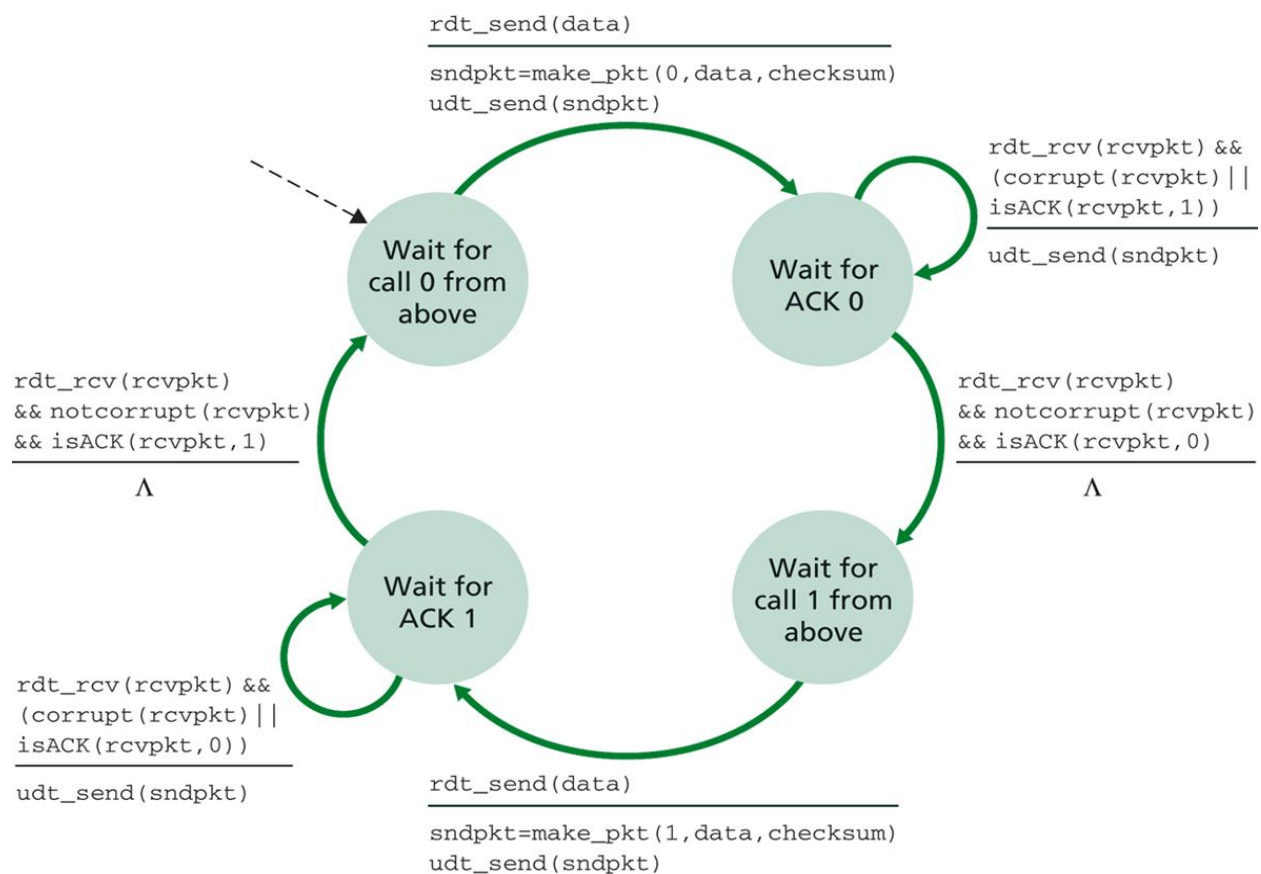 rdt_send(data)
sndpkt=make_pkt(0,data,checksum)
udt_send(sndpkt)
rdt_rcv(rcvpkt) &&
(corrupt(rcvpkt)||
isACK(rcvpkt,1))
udt_send(sndpkt)
Wait for
call 0 from
above
Wait for
ACK 0
rdt_rcv(rcvpkt)
&& notcorrupt(rcvpkt)
&& isACK(rcvpkt,1)
Λ
rdt_rcv(rcvpkt)
&& notcorrupt(rcvpkt)
&& isACK(rcvpkt,0)
Λ
Wait for
ACK 1
Wait for
call 1 from
above
rdt_rcv(rcvpkt) &&
(corrupt(rcvpkt)||
isACK(rcvpkt,0))
udt_send(sndpkt)
rdt_send(data)
sndpkt=make_pkt(1,data,checksum)
udt_send(sndpkt)